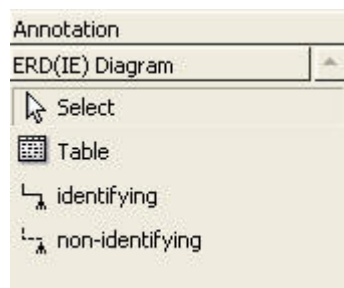 Annotation
ERD(IE) Diagram
Select
Table
identifying
non-identifying